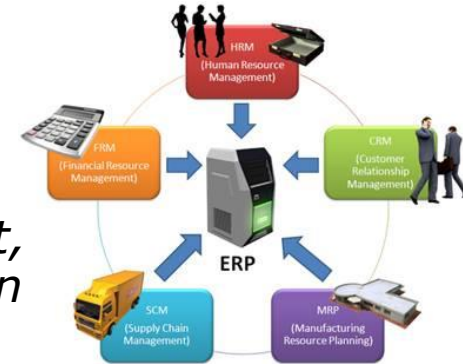 HRM
(Human Resource
Management)
FRM
(Financial Resource
Management)
CRM
(Customer
Relationship
Management)
ERP
t,
n
SCM
(Supply Chain
Management)
MRP
(Manufacturing
Resource Planning)